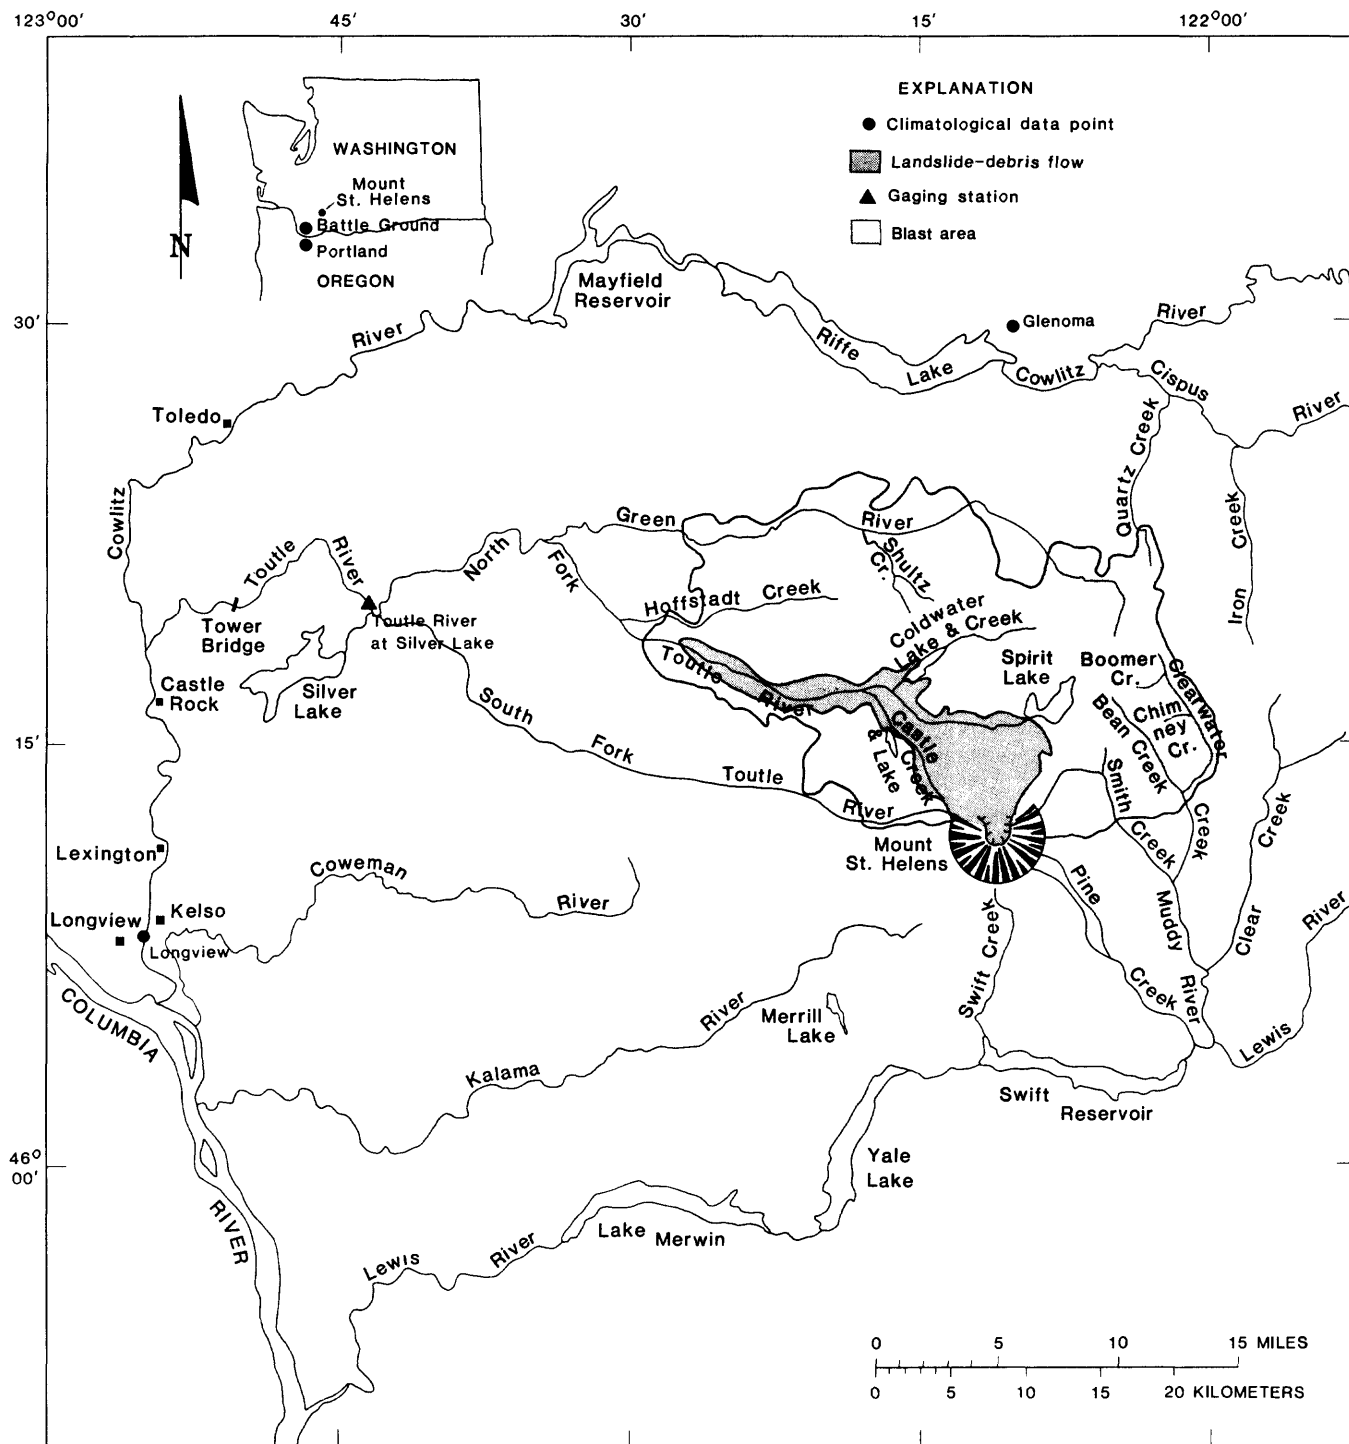 123°00′
45′
30′
15′
122°00′
EXPLANATION
Climatological data point
Landslide-debris flow
Gaging station
Blast area
WASHINGTON
Mount
St. Helens
Battle Ground
Portland
OREGON
N
Mayfield
Reservoir
River
Riffe
Lake
Glenoma
Cowlitz
River
Cispus
River
30′
Toledo
Cowlitz
Quartz Creek
Iron Creek
Green
River
North
Fork
Toutle
River
Shultz
Cr.
Hoffstadt Creek
Coldwater
Lake & Creek
Tower
Bridge
Toutle River
at Silver Lake
Toutle
River
Spirit
Lake
Boomer
Cr.
Clearwater
Creek
Castle
Rock
Silver
Lake
Bean Creek
Chim
ney
Cr.
Castle
Creek
& Lake
15′
South
Fork
Toutle
River
Smith
Creek
Mount
St. Helens
Lexington
Coweman
River
Pine
Creek
Muddy
River
Clear
Creek
River
Lewis
Longview
Kelso
Longview
Swift Creek
COLUMBIA
RIVER
River
Kalama
Merrill
Lake
Swift
Reservoir
46°
00′
Yale
Lake
Lake Merwin
River
Lewis
0 5 10 15 MILES
0 5 10 15 20 KILOMETERS